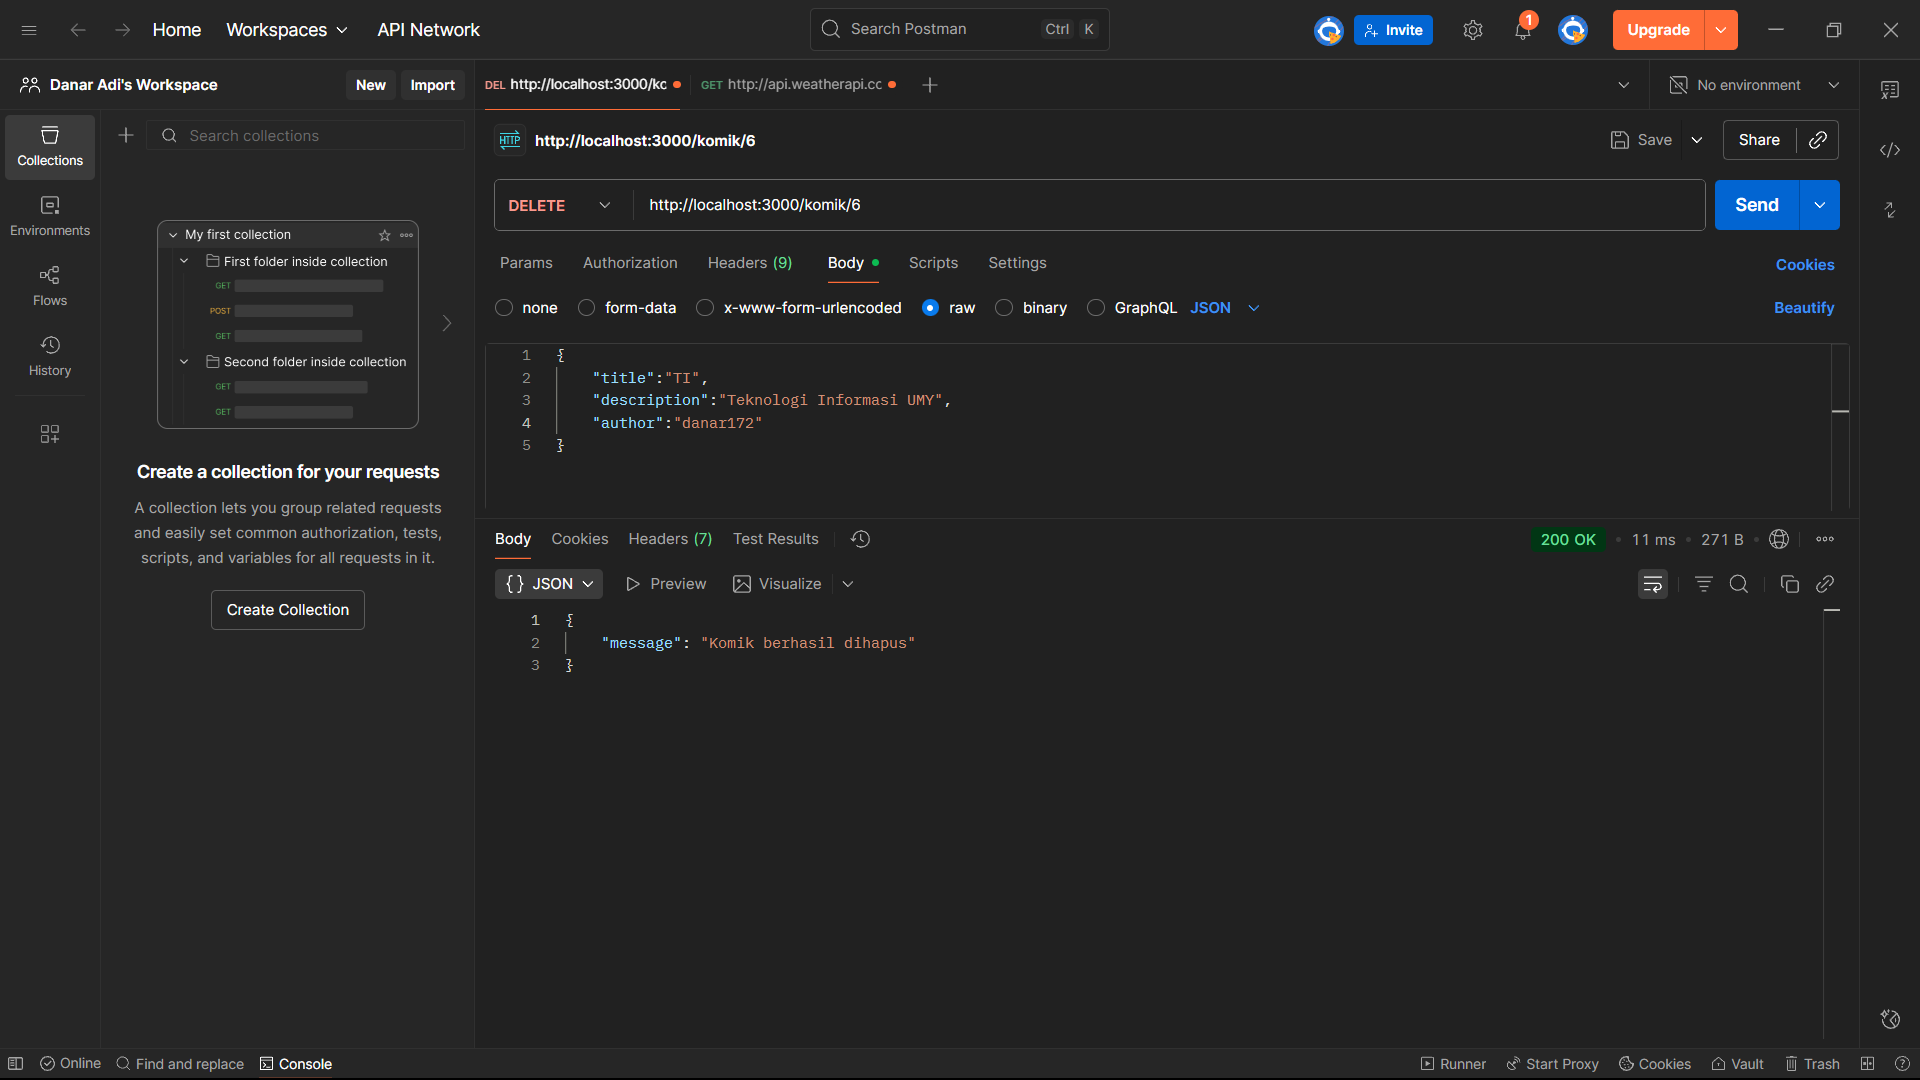 Home
Workspaces
API Network
Search Postman
Ctrl K
Invite
1
Upgrade
Danar Adi's Workspace
New
Import
DEL http://localhost:3000/kc
GET http://api.weatherapi.cc
No environment
Collections
Environments
Flows
History
Search collections
My first collection
First folder inside collection
GET
POST
GET
Second folder inside collection
GET
GET
Create a collection for your requests
A collection lets you group related requests
and easily set common authorization, tests,
scripts, and variables for all requests in it.
Create Collection
HTTP http://localhost:3000/komik/6
Save
Share
DELETE
http://localhost:3000/komik/6
Send
Params
Authorization
Headers (9)
Body
Scripts
Settings
Cookies
none
form-data
x-www-form-urlencoded
raw
binary
GraphQL
JSON
Beautify
1 {
2 "title":"TI",
3 "description":"Teknologi Informasi UMY",
4 "author":"danar172"
5 }
Body
Cookies
Headers (7)
Test Results
200 OK
11 ms
271 B
{} JSON
Preview
Visualize
1 {
2 "message": "Komik berhasil dihapus"
3 }
Online
Find and replace
Console
Runner
Start Proxy
Cookies
Vault
Trash